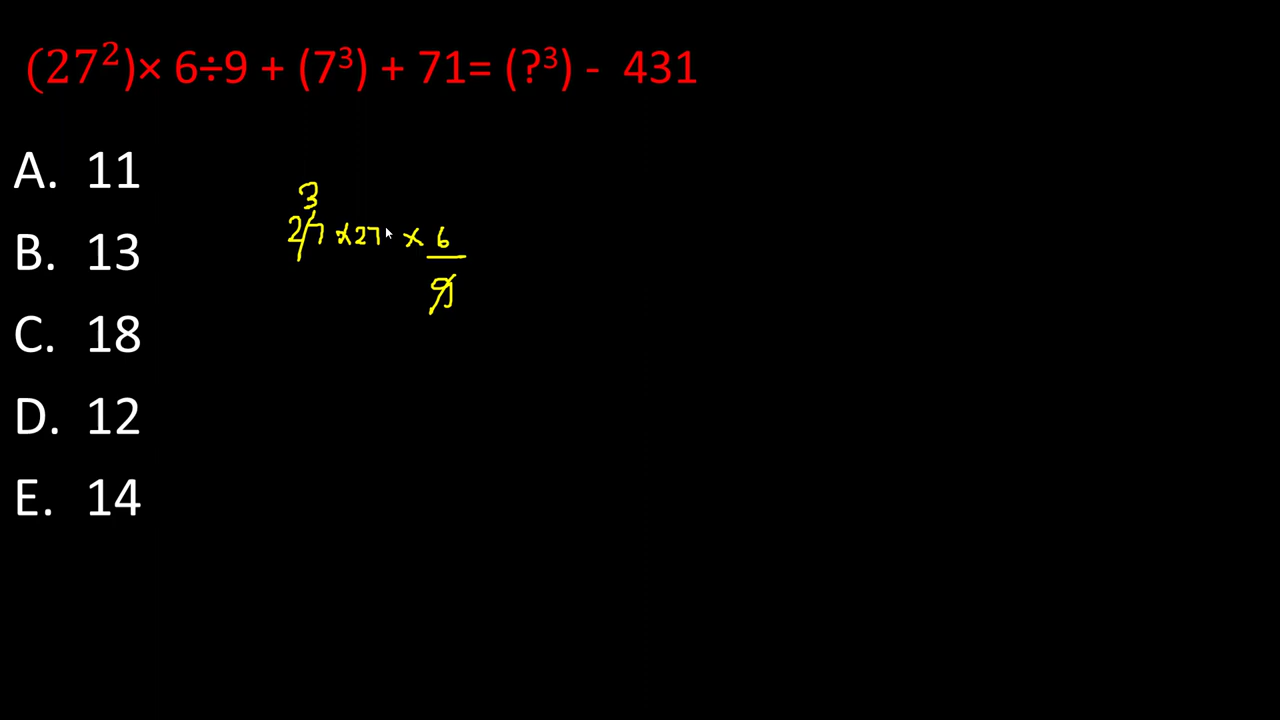 (27²)× 6÷9 + (7³) + 71= (?³) - 431
A. 11
B. 13
C. 18
D. 12
E. 14
3
27 × 27 × 6
9